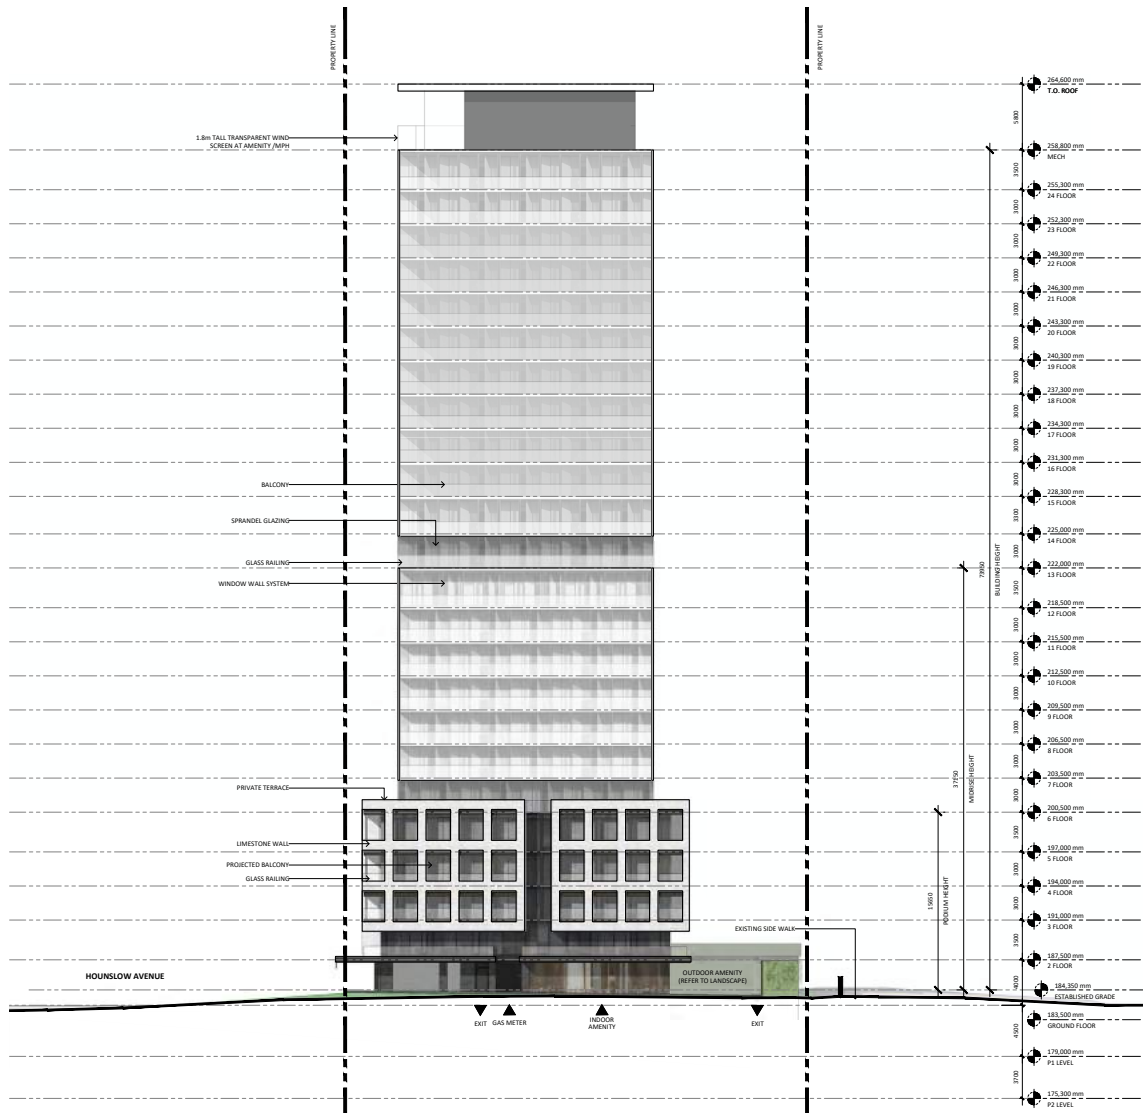 PROPERTY LINE
PROPERTY LINE
264,600 mm
T.O. ROOF
5800
1.8m TALL TRANSPARENT WIND
SCREEN AT AMENITY /MPH
258,800 mm
MECH
3500
255,300 mm
24 FLOOR
3000
252,300 mm
23 FLOOR
3000
249,300 mm
22 FLOOR
3000
246,300 mm
21 FLOOR
3000
243,300 mm
20 FLOOR
3000
240,300 mm
19 FLOOR
3000
237,300 mm
18 FLOOR
3000
234,300 mm
17 FLOOR
3000
231,300 mm
16 FLOOR
3000
BALCONY
228,300 mm
15 FLOOR
3300
SPRANDEL GLAZING
225,000 mm
14 FLOOR
3000
GLASS RAILING
222,000 mm
13 FLOOR
73950
BUILDING HEIGHT
WINDOW WALL SYSTEM
3500
218,500 mm
12 FLOOR
3000
215,500 mm
11 FLOOR
3000
212,500 mm
10 FLOOR
3000
209,500 mm
9 FLOOR
3000
206,500 mm
8 FLOOR
3000
203,500 mm
7 FLOOR
37150
MIDRISE HEIGHT
PRIVATE TERRACE
3000
200,500 mm
6 FLOOR
3500
LIMESTONE WALL
197,000 mm
5 FLOOR
PROJECTED BALCONY
3000
GLASS RAILING
194,000 mm
4 FLOOR
15650
PODIUM HEIGHT
3000
191,000 mm
3 FLOOR
EXISTING SIDE WALK
3500
187,500 mm
2 FLOOR
HOUNSLOW AVENUE
OUTDOOR AMENITY
(REFER TO LANDSCAPE)
4000
184,350 mm
ESTABLISHED GRADE
EXIT
GAS METER
INDOOR
AMENITY
EXIT
183,500 mm
GROUND FLOOR
4500
179,000 mm
P1 LEVEL
3700
175,300 mm
P2 LEVEL